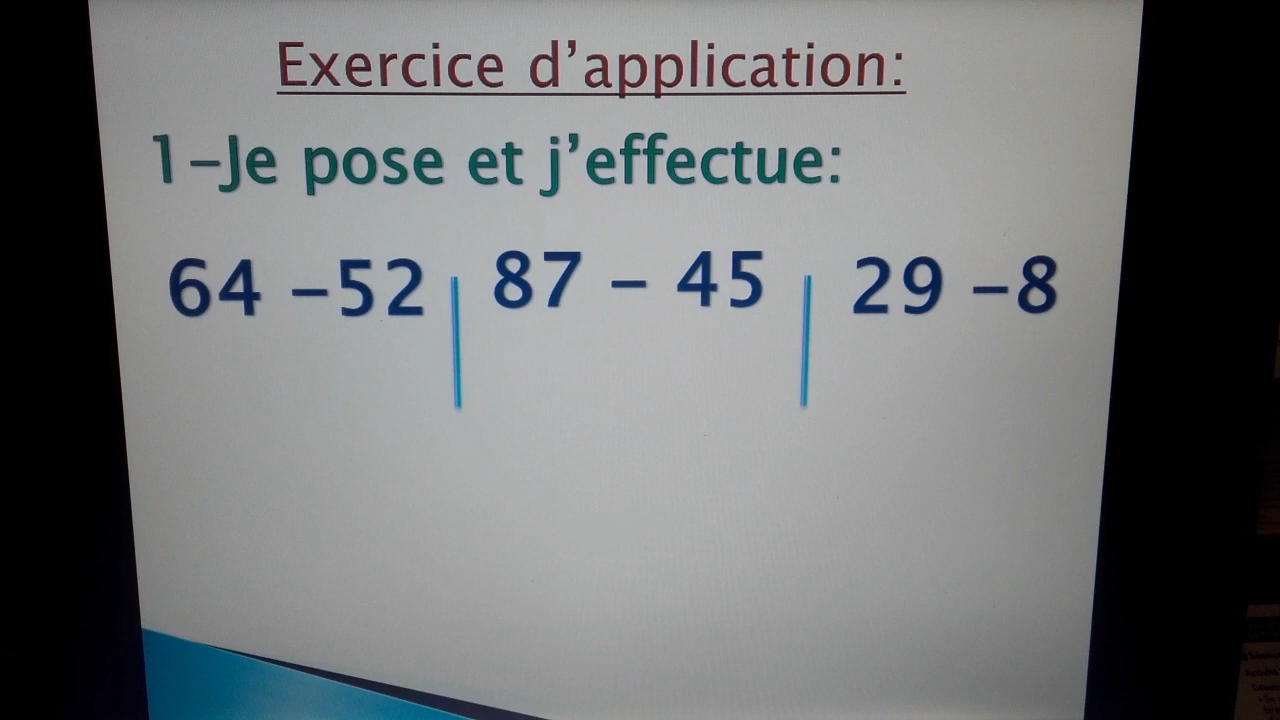 Exercice d’application:
1-Je pose et j’effectue:
64 –52 87 – 45 29 –8